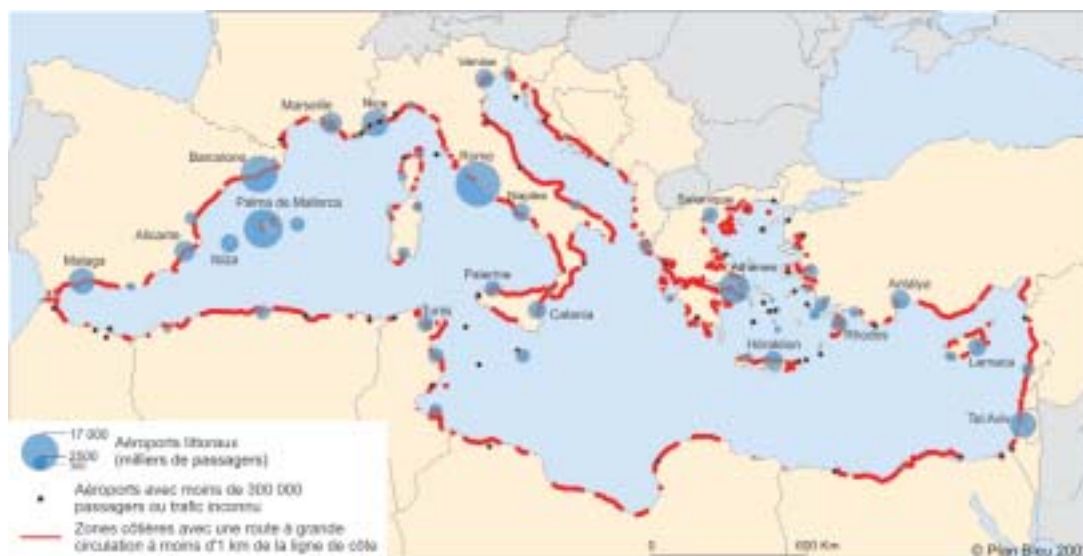 Venise
Marseille
Nice
Barcelone
Rome
Naples
Palma de Mallorca
Salonique
Alicante
Ibiza
Malaga
Palerme
Athènes
Antalya
Tunis
Catania
Rhodes
Héraklion
Larnaca
Tel Aviv
17 000
2500
Aéroports littoraux
(milliers de passagers)
Aéroports avec moins de 300 000
passagers ou trafic inconnu
Zones côtières avec une route à grande
circulation à moins d'1 km de la ligne de côte
0 600 Km
© Plan Bleu